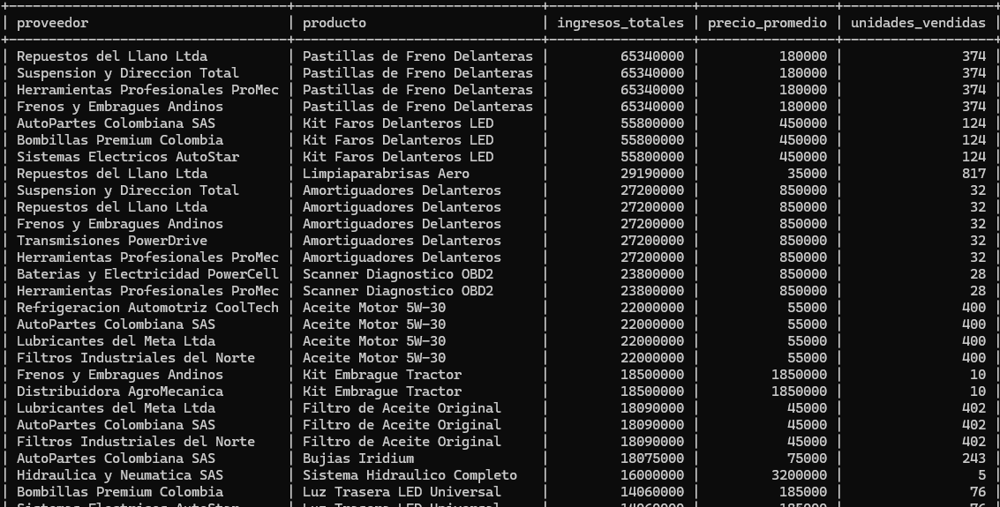 proveedor | producto | ingresos_totales | precio_promedio | unidades_vendidas
Repuestos del Llano Ltda | Pastillas de Freno Delanteras | 65340000 | 180000 | 374
Suspension y Direccion Total | Pastillas de Freno Delanteras | 65340000 | 180000 | 374
Herramientas Profesionales ProMec | Pastillas de Freno Delanteras | 65340000 | 180000 | 374
Frenos y Embragues Andinos | Pastillas de Freno Delanteras | 65340000 | 180000 | 374
AutoPartes Colombiana SAS | Kit Faros Delanteros LED | 55800000 | 450000 | 124
Bombillas Premium Colombia | Kit Faros Delanteros LED | 55800000 | 450000 | 124
Sistemas Electricos AutoStar | Kit Faros Delanteros LED | 55800000 | 450000 | 124
Repuestos del Llano Ltda | Limpiaparabrisas Aero | 29190000 | 35000 | 817
Suspension y Direccion Total | Amortiguadores Delanteros | 27200000 | 850000 | 32
Repuestos del Llano Ltda | Amortiguadores Delanteros | 27200000 | 850000 | 32
Frenos y Embragues Andinos | Amortiguadores Delanteros | 27200000 | 850000 | 32
Transmisiones PowerDrive | Amortiguadores Delanteros | 27200000 | 850000 | 32
Herramientas Profesionales ProMec | Amortiguadores Delanteros | 27200000 | 850000 | 32
Baterias y Electricidad PowerCell | Scanner Diagnostico OBD2 | 23800000 | 850000 | 28
Herramientas Profesionales ProMec | Scanner Diagnostico OBD2 | 23800000 | 850000 | 28
Refrigeracion Automotriz CoolTech | Aceite Motor 5W-30 | 22000000 | 55000 | 400
AutoPartes Colombiana SAS | Aceite Motor 5W-30 | 22000000 | 55000 | 400
Lubricantes del Meta Ltda | Aceite Motor 5W-30 | 22000000 | 55000 | 400
Filtros Industriales del Norte | Aceite Motor 5W-30 | 22000000 | 55000 | 400
Frenos y Embragues Andinos | Kit Embrague Tractor | 18500000 | 1850000 | 10
Distribuidora AgroMecanica | Kit Embrague Tractor | 18500000 | 1850000 | 10
Lubricantes del Meta Ltda | Filtro de Aceite Original | 18090000 | 45000 | 402
AutoPartes Colombiana SAS | Filtro de Aceite Original | 18090000 | 45000 | 402
Filtros Industriales del Norte | Filtro de Aceite Original | 18090000 | 45000 | 402
AutoPartes Colombiana SAS | Bujias Iridium | 18075000 | 75000 | 243
Hidraulica y Neumatica SAS | Sistema Hidraulico Completo | 16000000 | 3200000 | 5
Bombillas Premium Colombia | Luz Trasera LED Universal | 14060000 | 185000 | 76
Sistemas Electricos AutoStar | Luz Trasera LED Universal | 14060000 | 185000 | 76